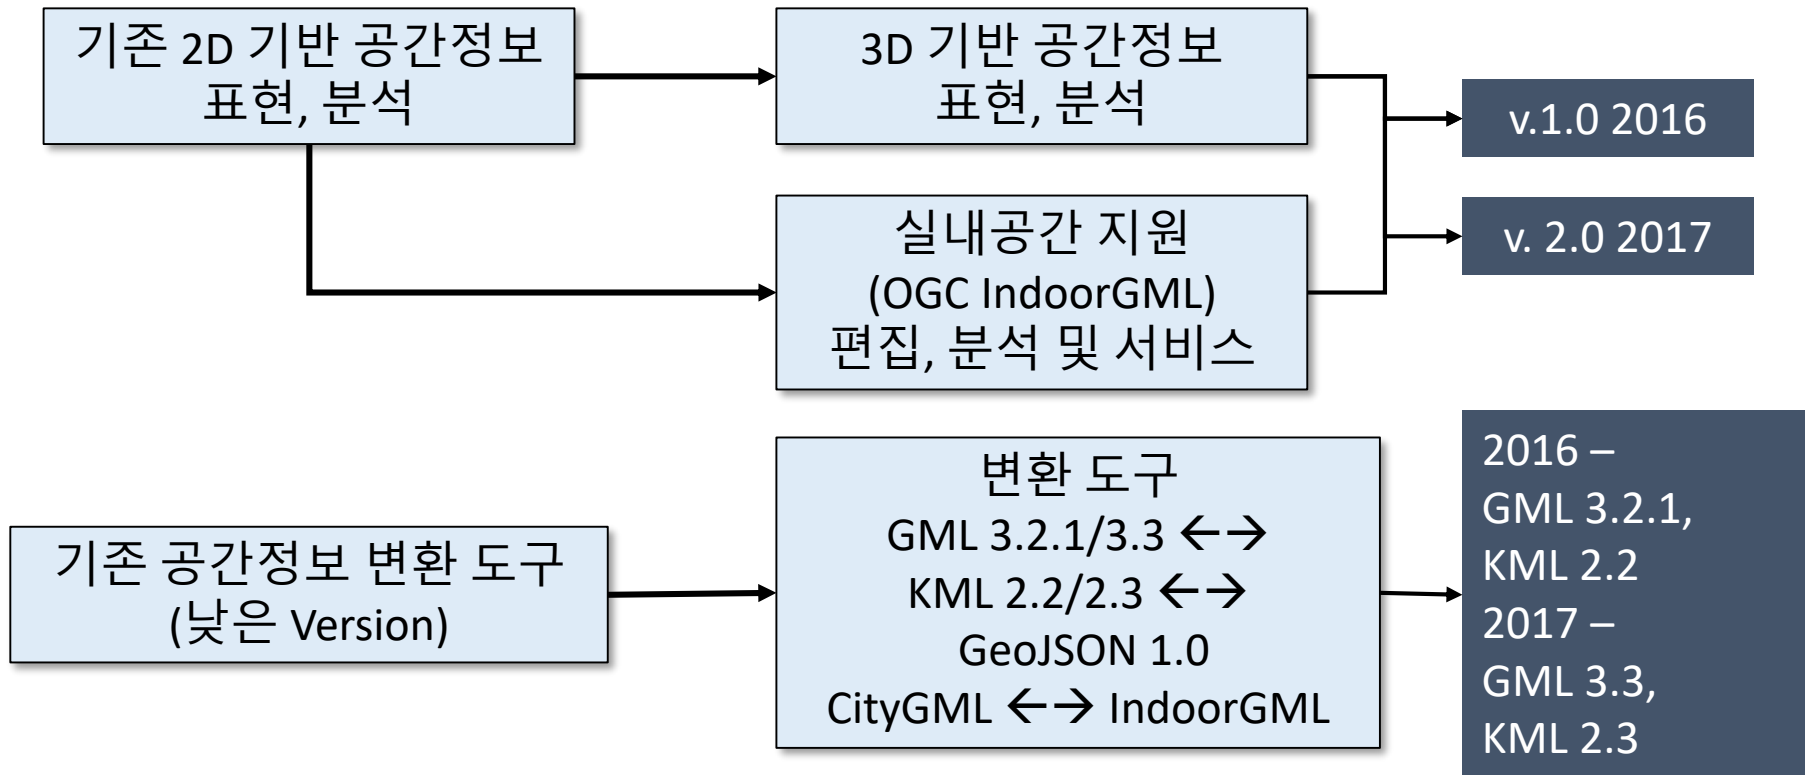 기존 2D 기반 공간정보
표현, 분석
3D 기반 공간정보
표현, 분석
v.1.0 2016
v. 2.0 2017
실내공간 지원
(OGC IndoorGML)
편집, 분석 및 서비스
기존 공간정보 변환 도구
(낮은 Version)
변환 도구
GML 3.2.1/3.3 ←→
KML 2.2/2.3 ←→
GeoJSON 1.0
CityGML ←→ IndoorGML
2016 –
GML 3.2.1,
KML 2.2
2017 –
GML 3.3,
KML 2.3